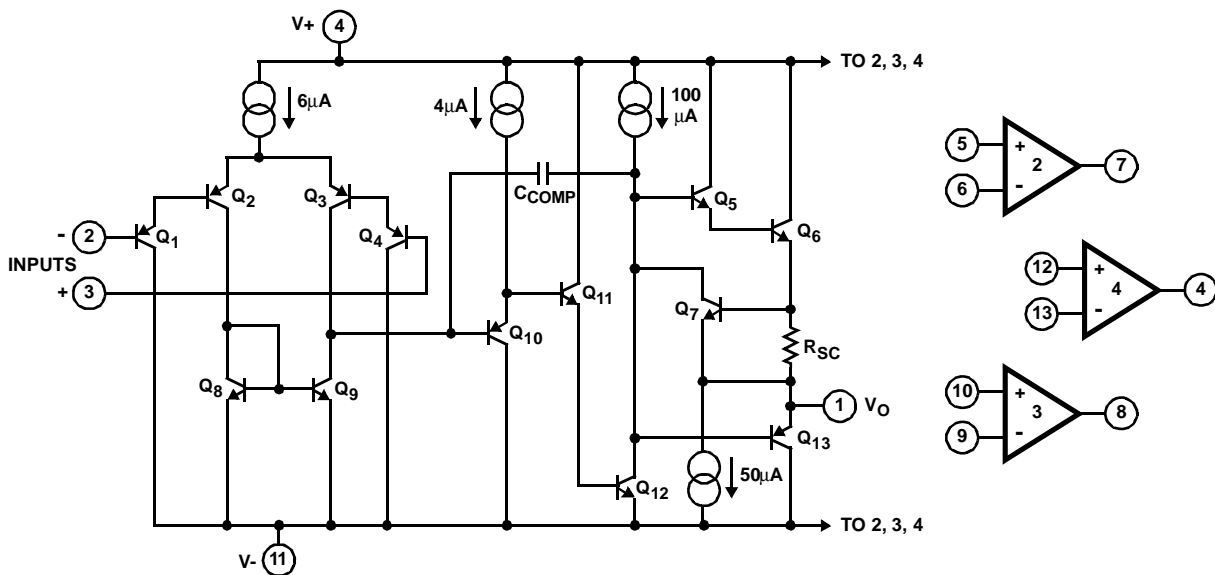 V+ 4
TO 2, 3, 4
6μA
4μA
100
μA
CCOMP
Q2
Q3
Q5
Q6
- 2
Q1
Q4
INPUTS
+ 3
Q11
Q7
Q10
RSC
Q8
Q9
1 VO
Q13
Q12
50μA
TO 2, 3, 4
V- 11
5
+
2
7
6
-
12
+
4
4
13
-
10
+
3
8
9
-